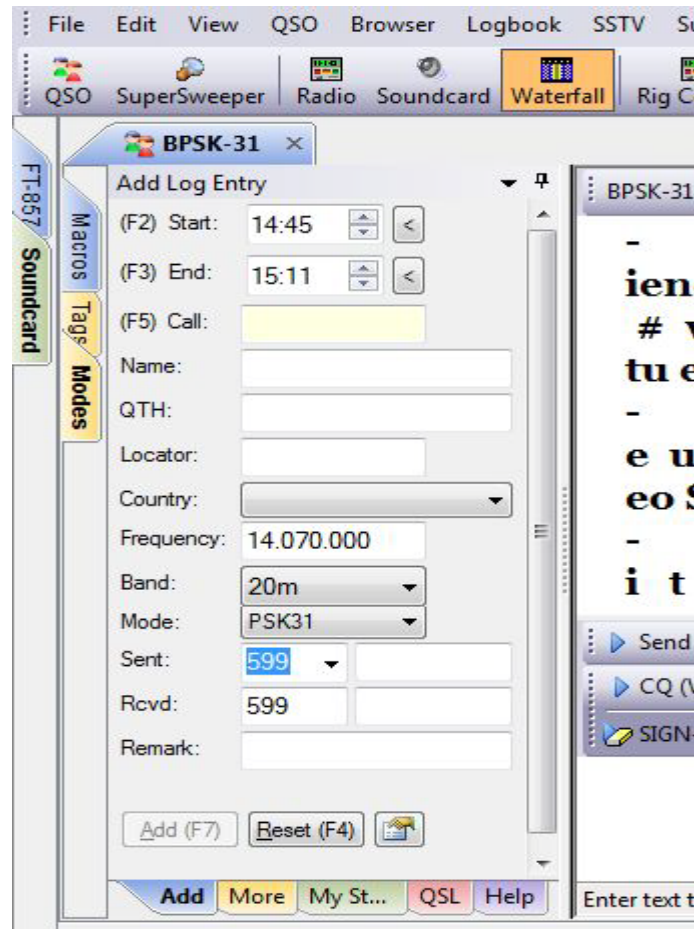 File Edit View QSO Browser Logbook SSTV
QSO SuperSweeper Radio Soundcard Waterfall Rig
BPSK-31
FT-857
Soundcard
Macros
Tags
Modes
Add Log Entry
(F2) Start: 14:45 <
(F3) End: 15:11 <
(F5) Call:
Name:
QTH:
Locator:
Country:
Frequency: 14.070.000
Band: 20m
Mode: PSK31
Sent: 599
Rcvd: 599
Remark:
Add (F7) Reset (F4)
Add More My St... QSL Help
BPSK-31
-
ien
#
tu e
-
e u
eo
-
i t
Send
CQ
SIGN-
Enter text t